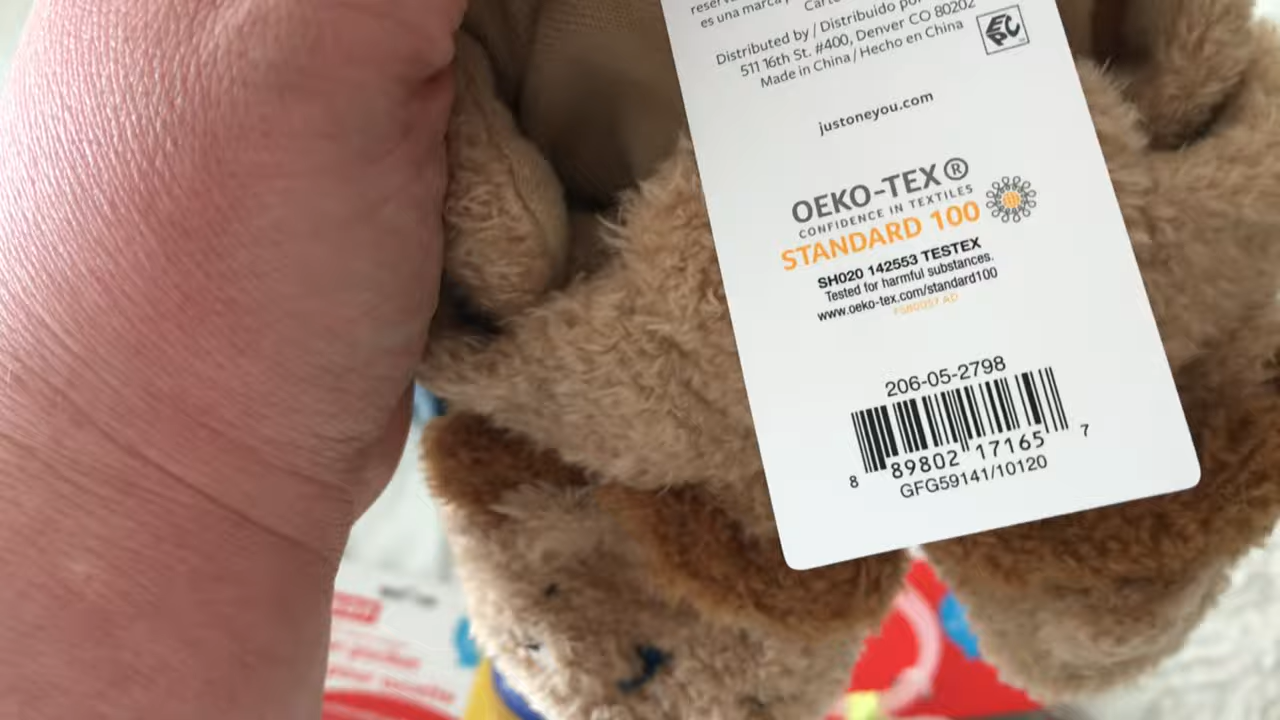 es una marca
Distributed by / Distribuido por
511 16th St. #400, Denver CO 80202
Made in China / Hecho en China
EPC
justoneyou.com
OEKO-TEX®
CONFIDENCE IN TEXTILES
STANDARD 100
SH020 142553 TESTEX
Tested for harmful substances.
www.oeko-tex.com/standard100
206-05-2798
8 89802 17165 7
GFG59141/10120